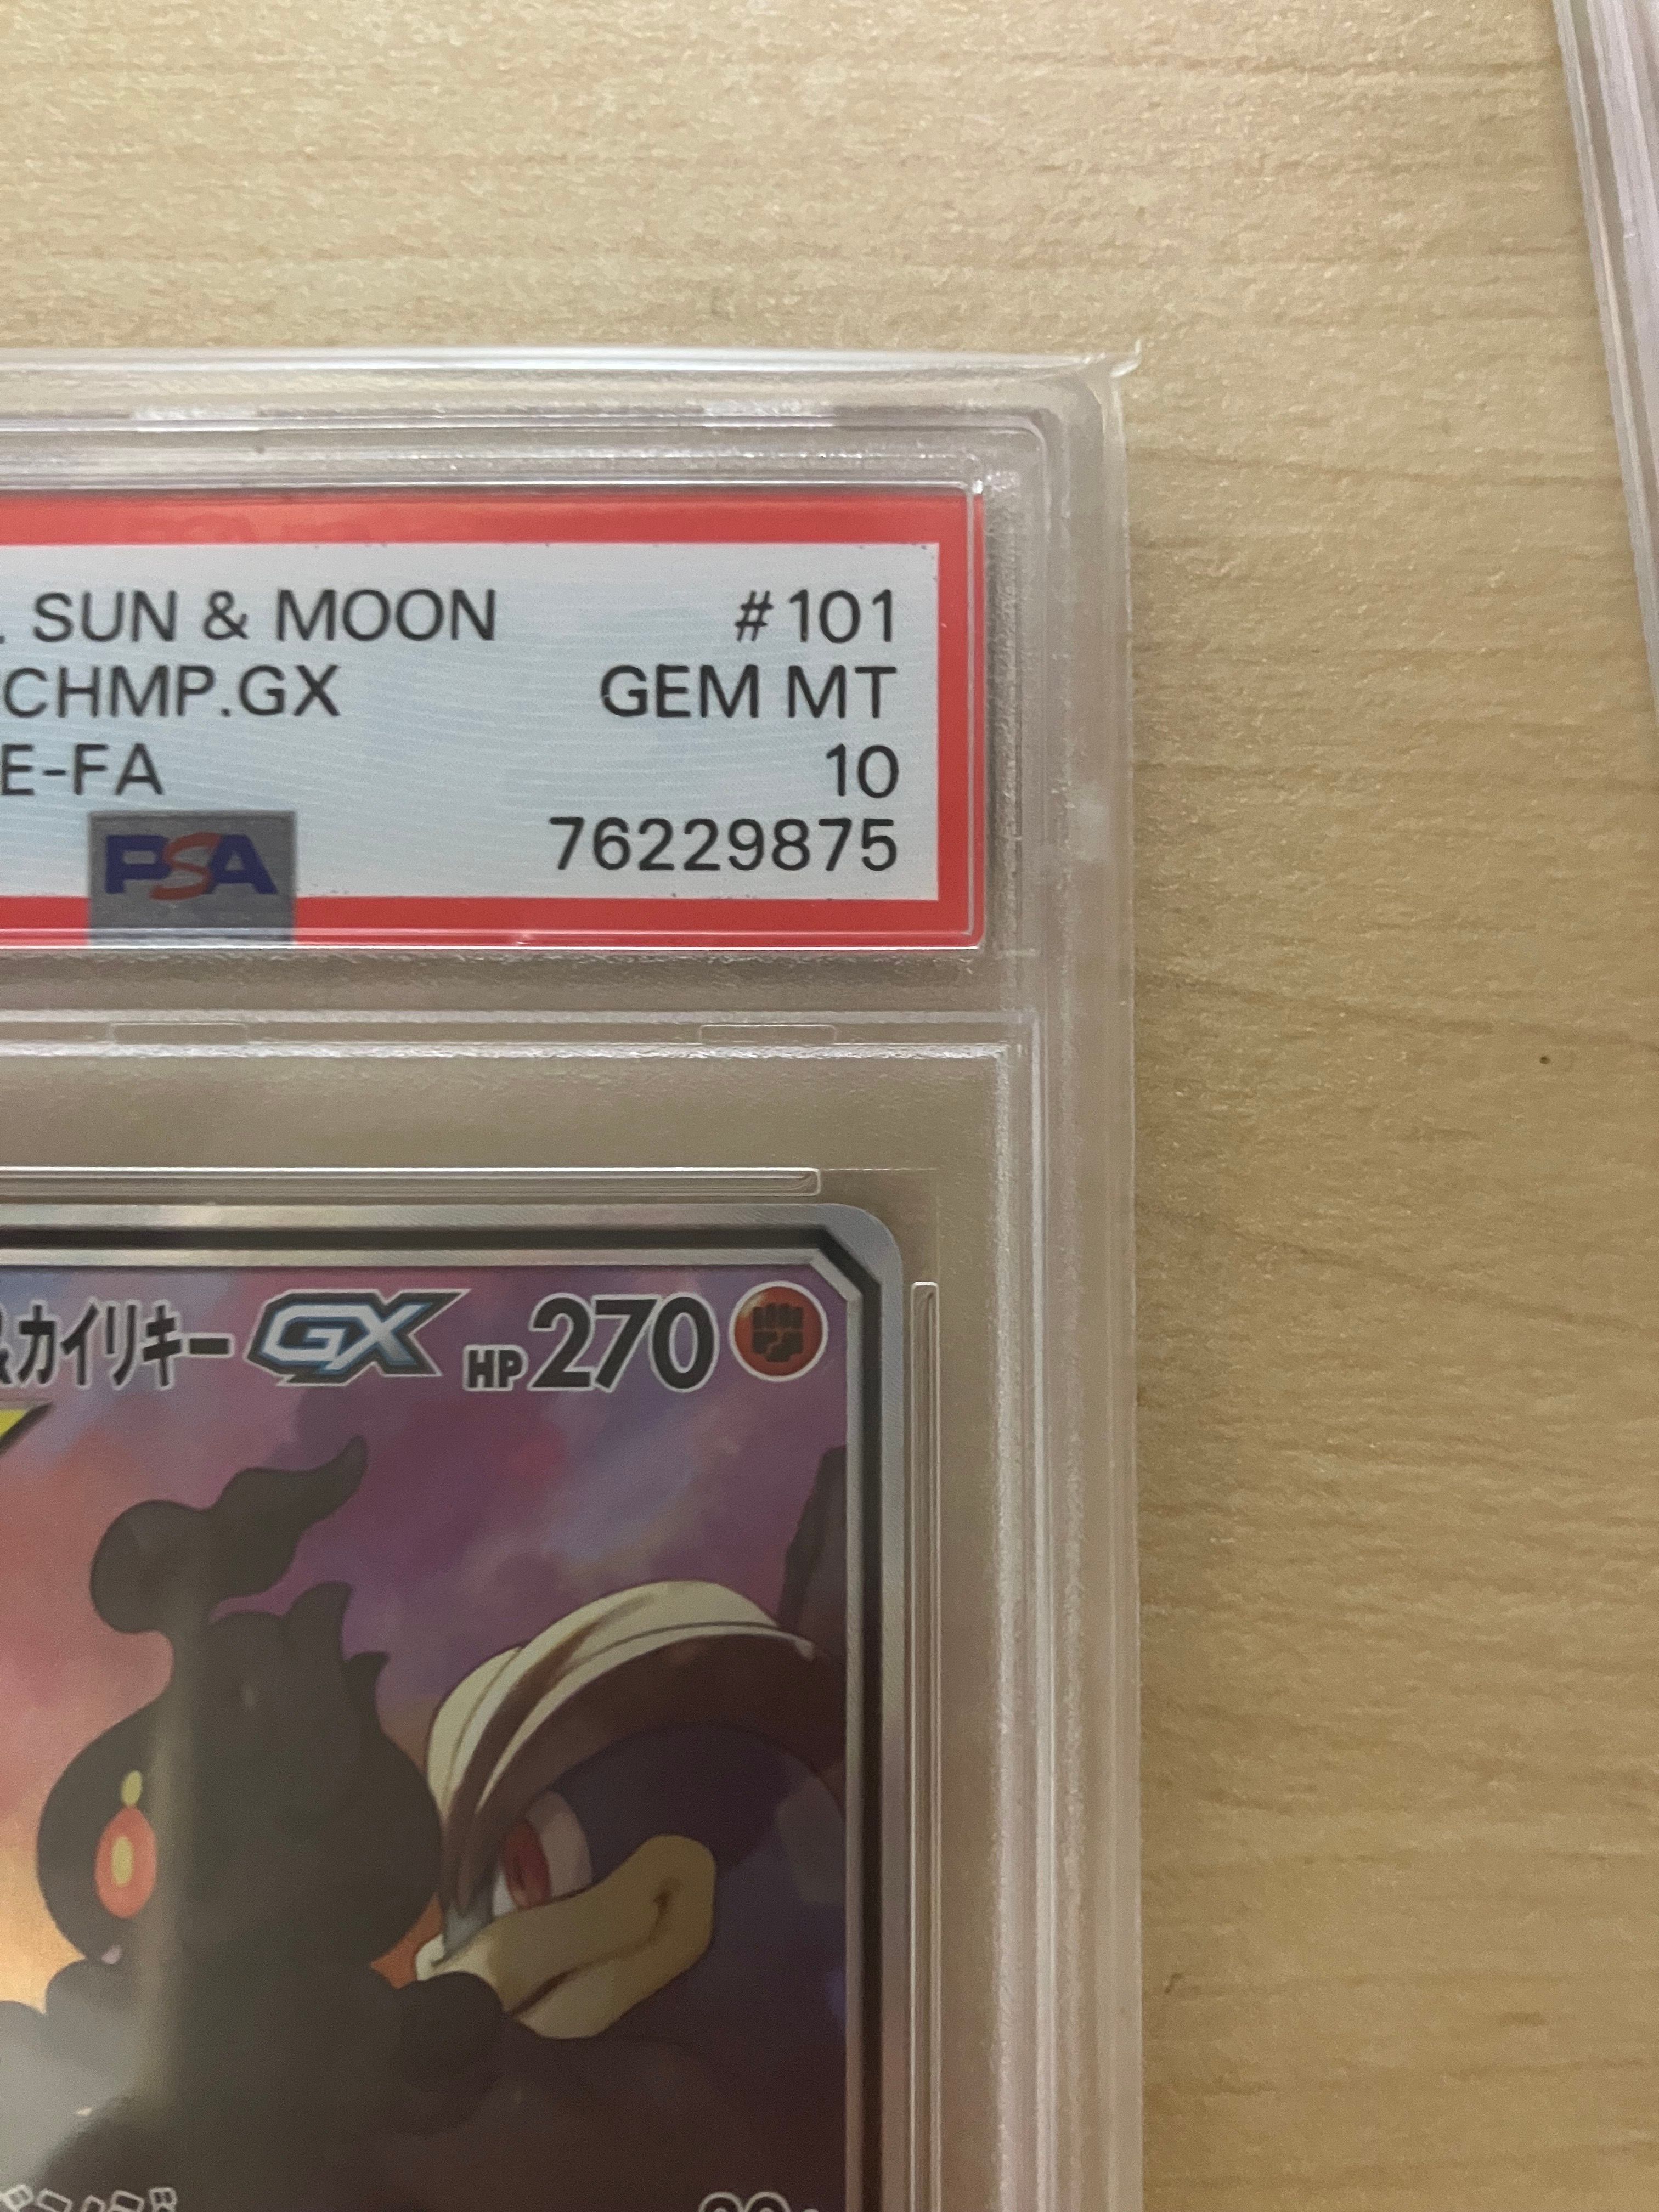 . SUN & MOON #101
CHMP.GX GEM MT
E-FA 10
PSA 76229875
&カイリキー GX HP 270